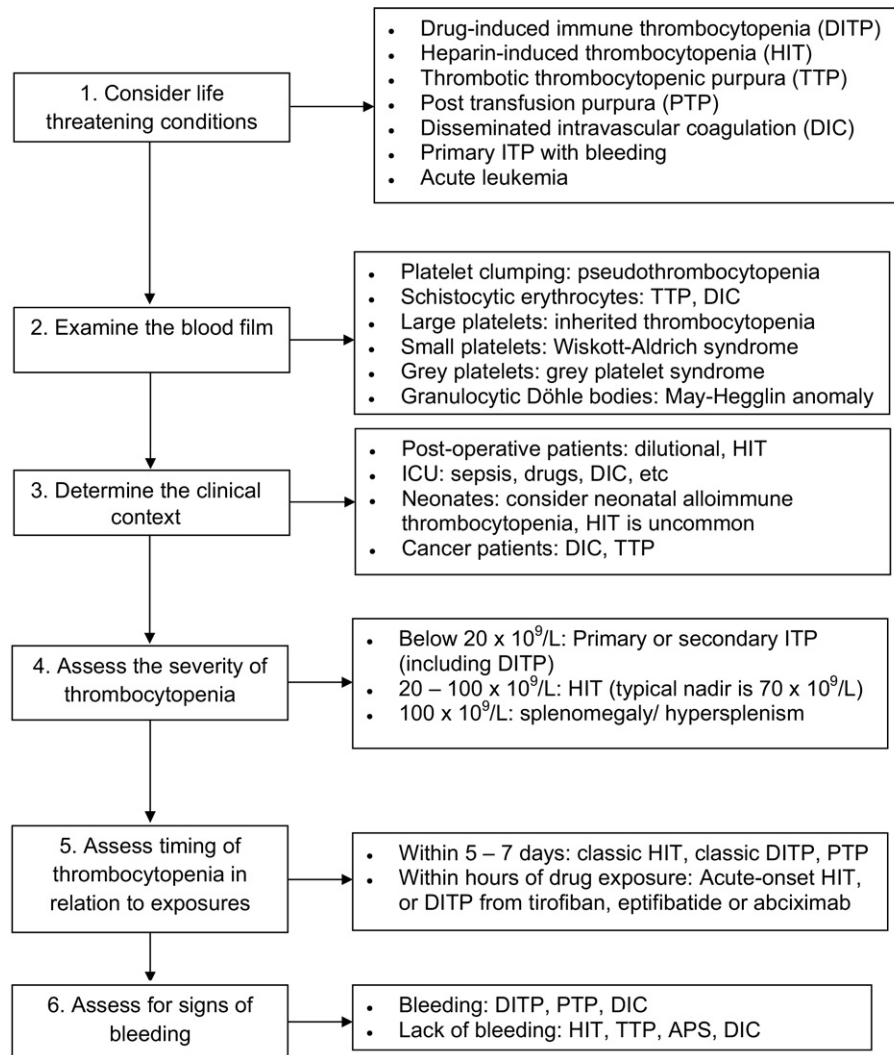 1. Consider life
threatening conditions
• Drug-induced immune thrombocytopenia (DITP)
• Heparin-induced thrombocytopenia (HIT)
• Thrombotic thrombocytopenic purpura (TTP)
• Post transfusion purpura (PTP)
• Disseminated intravascular coagulation (DIC)
• Primary ITP with bleeding
• Acute leukemia
2. Examine the blood film
• Platelet clumping: pseudothrombocytopenia
• Schistocytic erythrocytes: TTP, DIC
• Large platelets: inherited thrombocytopenia
• Small platelets: Wiskott-Aldrich syndrome
• Grey platelets: grey platelet syndrome
• Granulocytic Döhle bodies: May-Hegglin anomaly
3. Determine the clinical
context
• Post-operative patients: dilutional, HIT
• ICU: sepsis, drugs, DIC, etc
• Neonates: consider neonatal alloimmune
thrombocytopenia, HIT is uncommon
• Cancer patients: DIC, TTP
4. Assess the severity of
thrombocytopenia
• Below 20 x 10⁹/L: Primary or secondary ITP
(including DITP)
• 20 – 100 x 10⁹/L: HIT (typical nadir is 70 x 10⁹/L)
• 100 x 10⁹/L: splenomegaly/ hypersplenism
5. Assess timing of
thrombocytopenia in
relation to exposures
• Within 5 – 7 days: classic HIT, classic DITP, PTP
• Within hours of drug exposure: Acute-onset HIT,
or DITP from tirofiban, eptifibatide or abciximab
6. Assess for signs of
bleeding
• Bleeding: DITP, PTP, DIC
• Lack of bleeding: HIT, TTP, APS, DIC